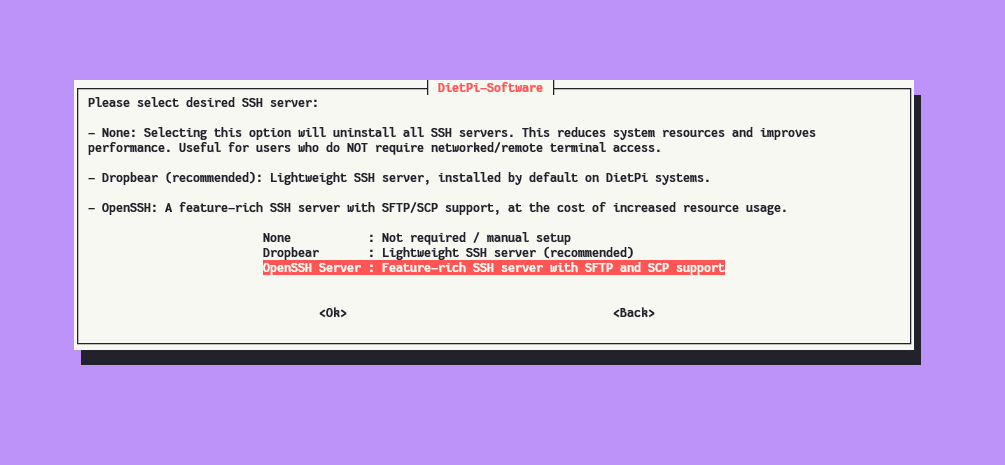 DietPi-Software
Please select desired SSH server:
- None: Selecting this option will uninstall all SSH servers. This reduces system resources and improves
performance. Useful for users who do NOT require networked/remote terminal access.
- Dropbear (recommended): Lightweight SSH server, installed by default on DietPi systems.
- OpenSSH: A feature-rich SSH server with SFTP/SCP support, at the cost of increased resource usage.
None : Not required / manual setup
Dropbear : Lightweight SSH server (recommended)
OpenSSH Server : Feature-rich SSH server with SFTP and SCP support
<Ok> <Back>